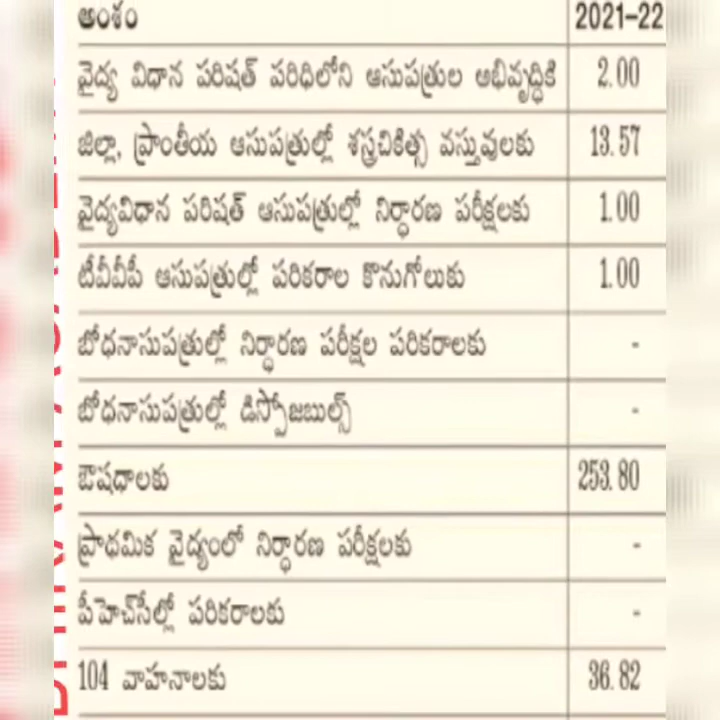 అంశం 2021-22
వైద్య విధాన పరిషత్ పరిధిలోని ఆసుపత్రుల అభివృద్ధికి 2.00
జిల్లా, ప్రాంతీయ ఆసుపత్రుల్లో శస్త్రచికిత్స వస్తువులకు 13.57
వైద్యవిధాన పరిషత్ ఆసుపత్రుల్లో నిర్ధారణ పరీక్షలకు 1.00
టీవీవీపీ ఆసుపత్రుల్లో పరికరాల కొనుగోలుకు 1.00
బోధనాసుపత్రుల్లో నిర్ధారణ పరీక్షల పరికరాలకు -
బోధనాసుపత్రుల్లో డిస్పోజబుల్స్ -
ఔషధాలకు 253.80
ప్రాథమిక వైద్యంలో నిర్ధారణ పరీక్షలకు -
పీహెచ్‌సీల్లో పరికరాలకు -
104 వాహనాలకు 36.82